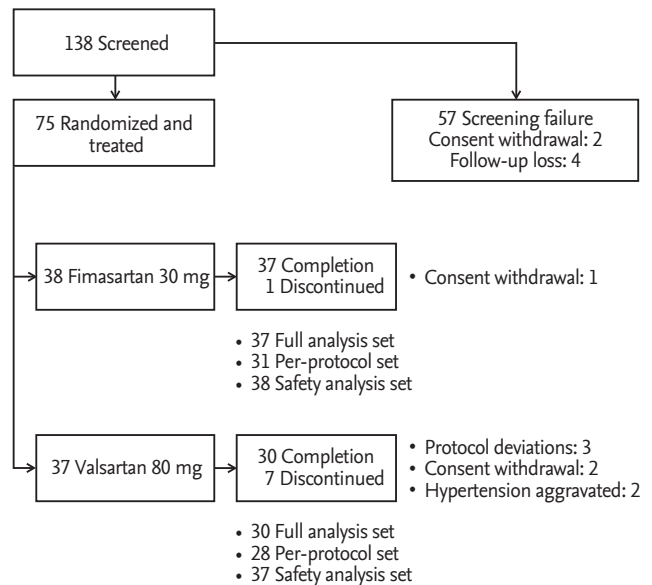 138 Screened
75 Randomized and
treated
57 Screening failure
Consent withdrawal: 2
Follow-up loss: 4
38 Fimasartan 30 mg
37 Completion
1 Discontinued
• Consent withdrawal: 1
• 37 Full analysis set
• 31 Per-protocol set
• 38 Safety analysis set
37 Valsartan 80 mg
30 Completion
7 Discontinued
• Protocol deviations: 3
• Consent withdrawal: 2
• Hypertension aggravated: 2
• 30 Full analysis set
• 28 Per-protocol set
• 37 Safety analysis set